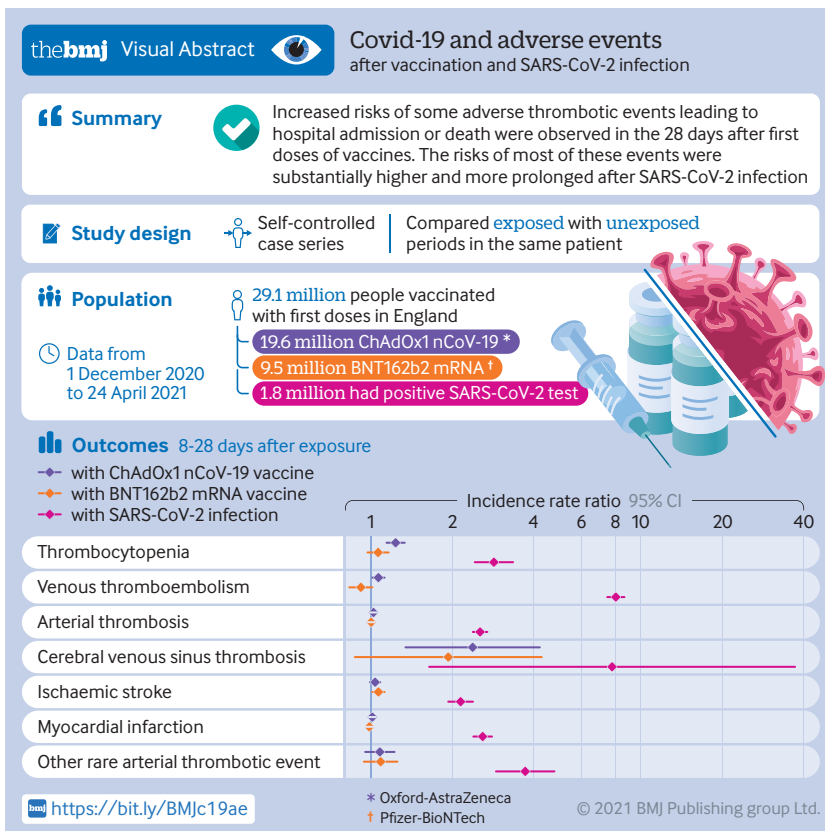 thebmj Visual Abstract
Covid-19 and adverse events
after vaccination and SARS-CoV-2 infection
Summary
Increased risks of some adverse thrombotic events leading to
hospital admission or death were observed in the 28 days after first
doses of vaccines. The risks of most of these events were
substantially higher and more prolonged after SARS-CoV-2 infection
Study design
Self-controlled
case series
Compared exposed with unexposed
periods in the same patient
Population
29.1 million people vaccinated
with first doses in England
19.6 million ChAdOx1 nCoV-19 *
9.5 million BNT162b2 mRNA †
1.8 million had positive SARS-CoV-2 test
Data from
1 December 2020
to 24 April 2021
Outcomes 8-28 days after exposure
with ChAdOx1 nCoV-19 vaccine
with BNT162b2 mRNA vaccine
with SARS-CoV-2 infection
Incidence rate ratio 95% CI
1 2 4 6 8 10 20 40
Thrombocytopenia
Venous thromboembolism
Arterial thrombosis
Cerebral venous sinus thrombosis
Ischaemic stroke
Myocardial infarction
Other rare arterial thrombotic event
bmj https://bit.ly/BMJc19ae
* Oxford-AstraZeneca
† Pfizer-BioNTech
© 2021 BMJ Publishing group Ltd.